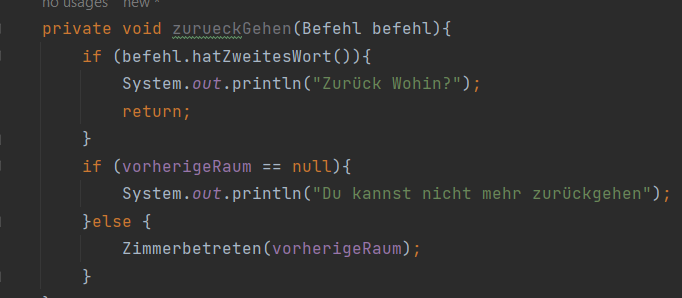 no usages   new *
private void zurueckGehen(Befehl befehl){
    if (befehl.hatZweitesWort()){
        System.out.println("Zurück Wohin?");
        return;
    }
    if (vorherigeRaum == null){
        System.out.println("Du kannst nicht mehr zurückgehen");
    }else {
        Zimmerbetreten(vorherigeRaum);
    }